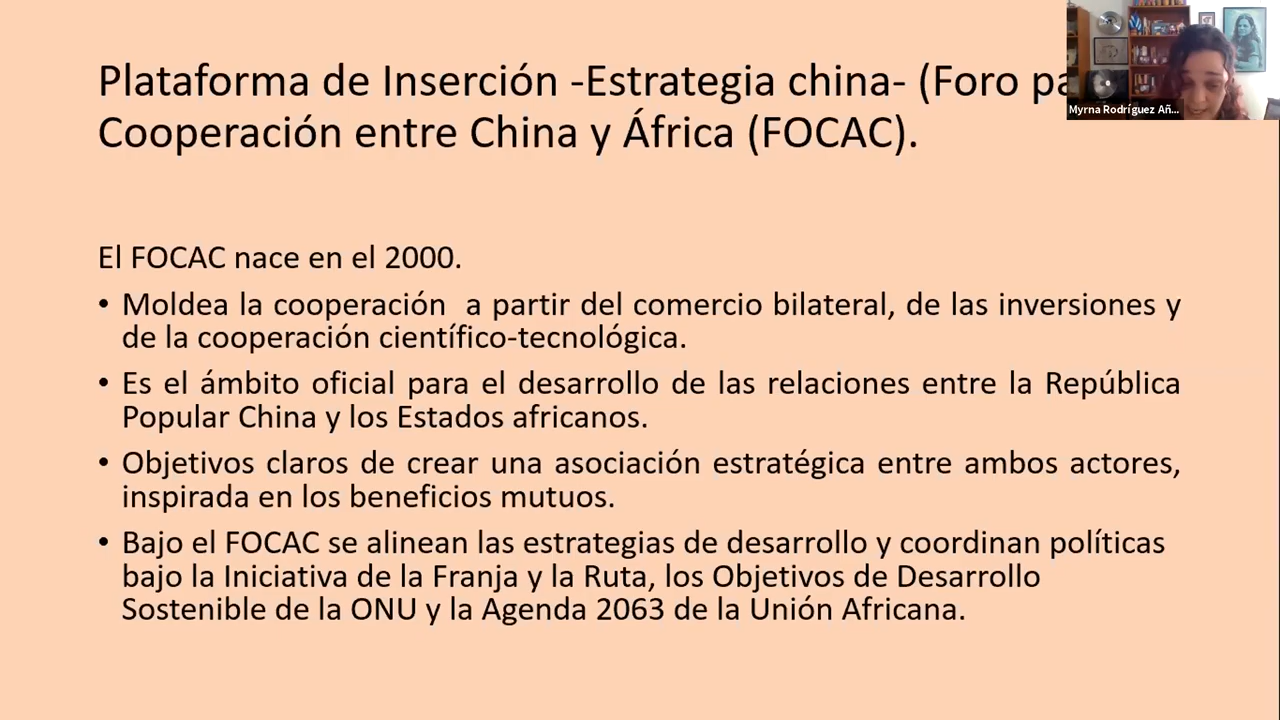 Plataforma de Inserción -Estrategia china- (Foro pa
Cooperación entre China y África (FOCAC).
Myrna Rodríguez Añ...
El FOCAC nace en el 2000.
• Moldea la cooperación a partir del comercio bilateral, de las inversiones y
de la cooperación científico-tecnológica.
• Es el ámbito oficial para el desarrollo de las relaciones entre la República
Popular China y los Estados africanos.
• Objetivos claros de crear una asociación estratégica entre ambos actores,
inspirada en los beneficios mutuos.
• Bajo el FOCAC se alinean las estrategias de desarrollo y coordinan políticas
bajo la Iniciativa de la Franja y la Ruta, los Objetivos de Desarrollo
Sostenible de la ONU y la Agenda 2063 de la Unión Africana.